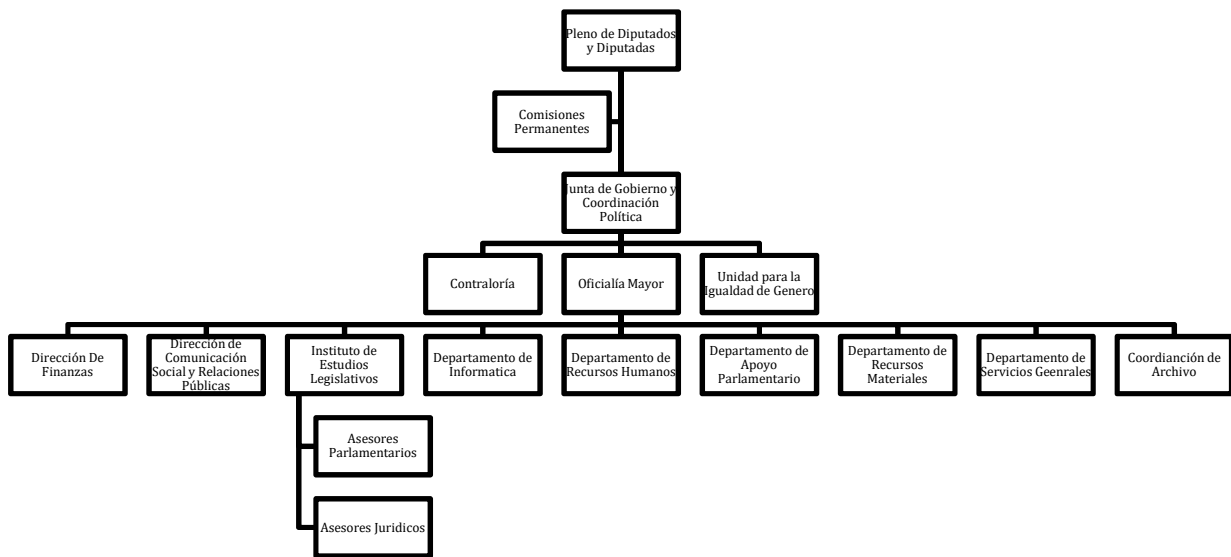 Pleno de Diputados
y Diputadas
Comisiones
Permanentes
Junta de Gobierno y
Coordinación
Política
Contraloría
Oficialía Mayor
Unidad para la
Igualdad de Genero
Dirección De
Finanzas
Dirección de
Comunicación
Social y Relaciones
Públicas
Instituto de
Estudios
Legislativos
Departamento de
Informatica
Departamento de
Recursos Humanos
Departamento de
Apoyo
Parlamentario
Departamento de
Recursos
Materiales
Departamento de
Servicios Geenrales
Coordianción de
Archivo
Asesores
Parlamentarios
Asesores Juridicos